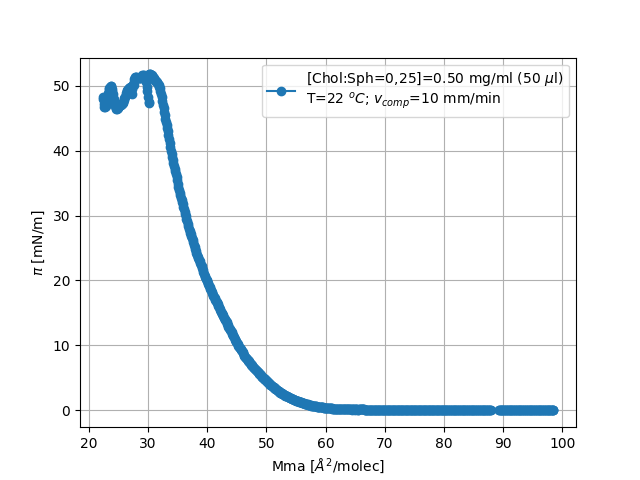 [Chol:Sph=0,25]=0.50 mg/ml (50 μl)
T=22 °C; v_comp=10 mm/min
50
40
30
20
10
0
π [mN/m]
20 30 40 50 60 70 80 90 100
Mma [Å²/molec]